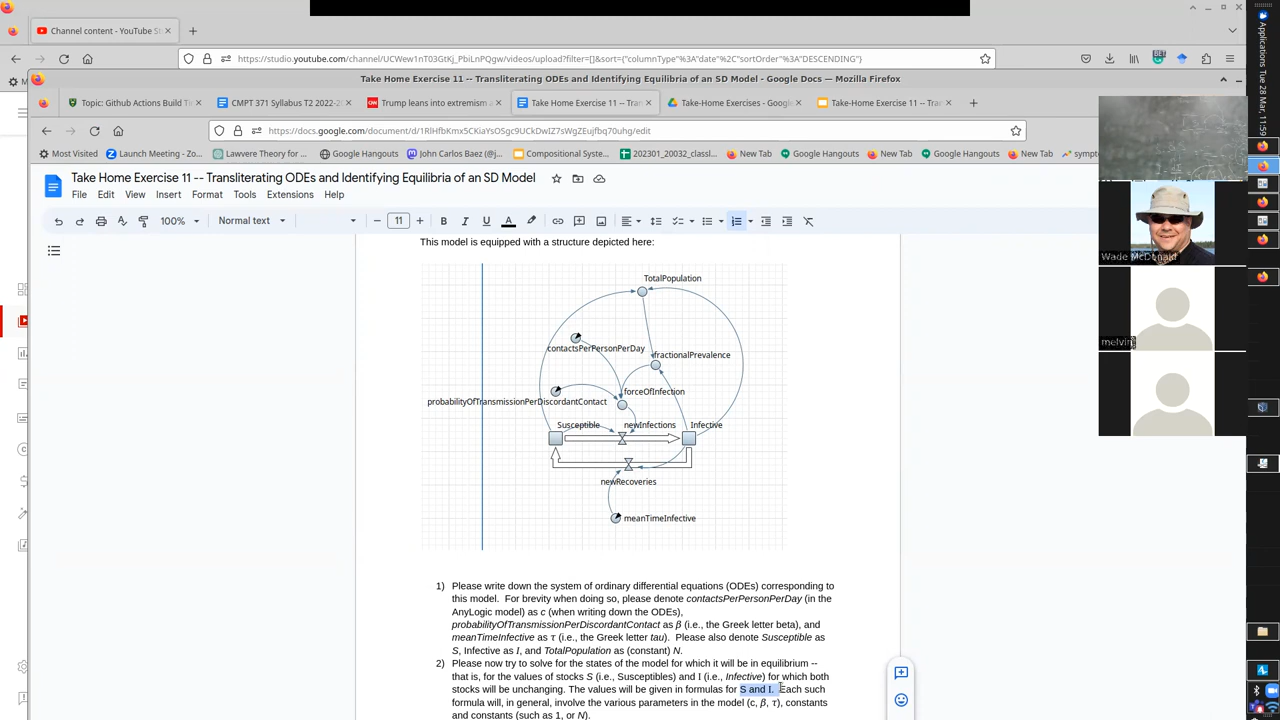 Channel content - YouTube S
https://studio.youtube.com/channel/UCWew1nT03GtKj_PbiLnPQgw/videos/upload?filter=[]&sort={"columnType"%3A"date"%2C"sortOrder"%3A"DESCENDING"}
Take Home Exercise 11 -- Transliterating ODEs and Identifying Equilibria of an SD Model - Google Docs — Mozilla Firefox
Topic: Github Actions Build Ti
CMPT 371 Syllabus T2 2022-2
Trump leans into extremism a
Take Home Exercise 11 -- Tran
Take-Home Exercises - Googl
Take-Home Exercise 11 -- Tran
https://docs.google.com/document/d/1RlHfbKmx5CKiaYsOSgc9UCkDwIZ7sWgZEujfbq70uhg/edit
Most Visited
Launch Meeting - Zo...
Lawvere Theory for ...
Google Hangouts
John Carlos Baez (@j...
Compositional Syste...
202301_20032_classl...
New Tab
Google Hangouts
New Tab
Google Hangouts
New Tab
sympto
Take Home Exercise 11 -- Transliterating ODEs and Identifying Equilibria of an SD Model
File Edit View Insert Format Tools Extensions Help
100% Normal text 11
This model is equipped with a structure depicted here:
TotalPopulation
contactsPerPersonPerDay
fractionalPrevalence
forceOfInfection
probabilityOfTransmissionPerDiscordantContact
Susceptible newInfections Infective
newRecoveries
meanTimeInfective
1) Please write down the system of ordinary differential equations (ODEs) corresponding to
this model. For brevity when doing so, please denote contactsPerPersonPerDay (in the
AnyLogic model) as c (when writing down the ODEs),
probabilityOfTransmissionPerDiscordantContact as β (i.e., the Greek letter beta), and
meanTimeInfective as τ (i.e., the Greek letter tau). Please also denote Susceptible as
S, Infective as I, and TotalPopulation as (constant) N.
2) Please now try to solve for the states of the model for which it will be in equilibrium --
that is, for the values of stocks S (i.e., Susceptibles) and I (i.e., Infective) for which both
stocks will be unchanging. The values will be given in formulas for S and I. Each such
formula will, in general, involve the various parameters in the model (c, β, τ), constants
and constants (such as 1, or N).
Wade McDonald
melvin
Applications Tue 28 Mar, 11:59